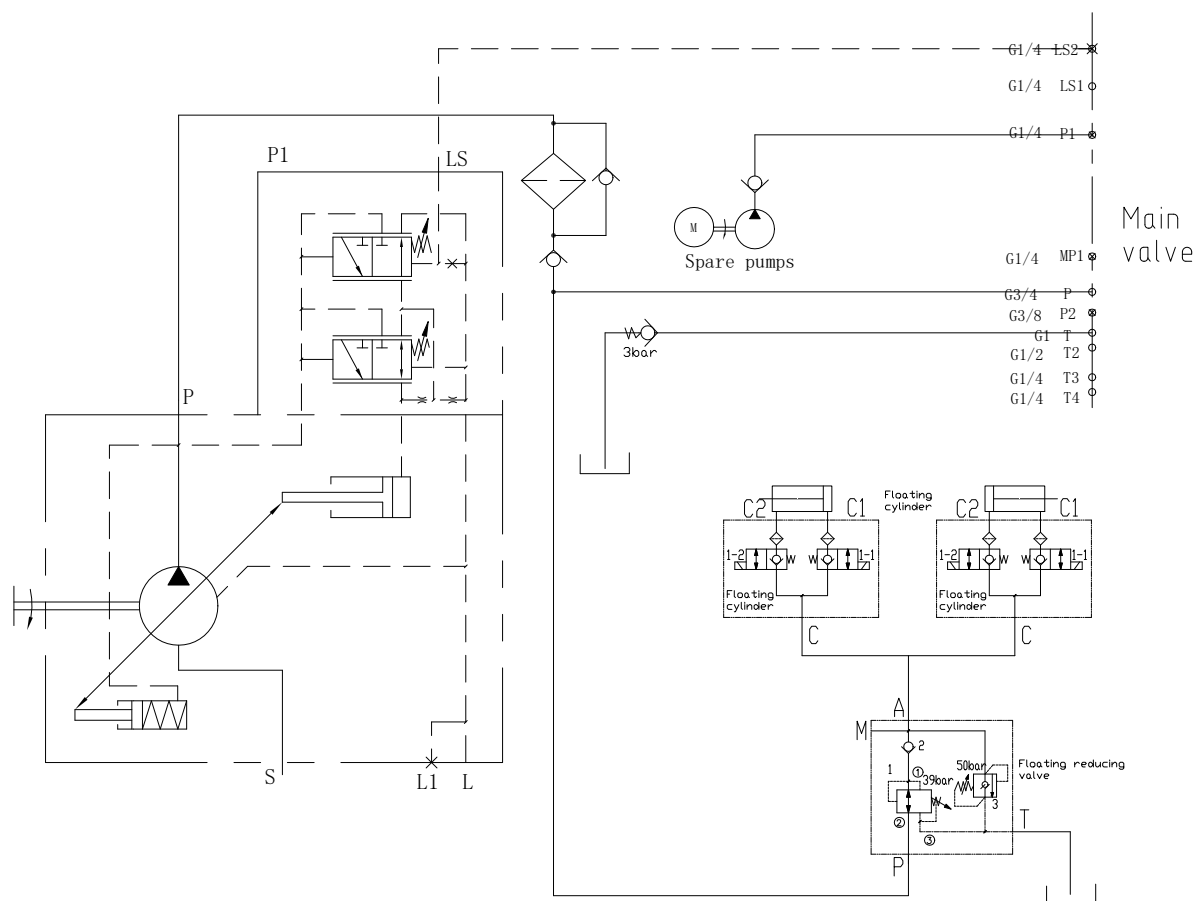 G1/4 LS2
G1/4 LS1
G1/4 P1
Main
valve
P1
LS
M
Spare pumps
G1/4 MP1
G3/4 P
G3/8 P2
G1 T
3bar
G1/2 T2
G1/4 T3
G1/4 T4
P
C2
C1
Floating
cylinder
C2
C1
1-2
1-1
1-2
1-1
Floating
cylinder
Floating
cylinder
C
C
A
M
2
50bar
Floating reducing
valve
1
①
39bar
3
②
③
T
P
S
L1
L